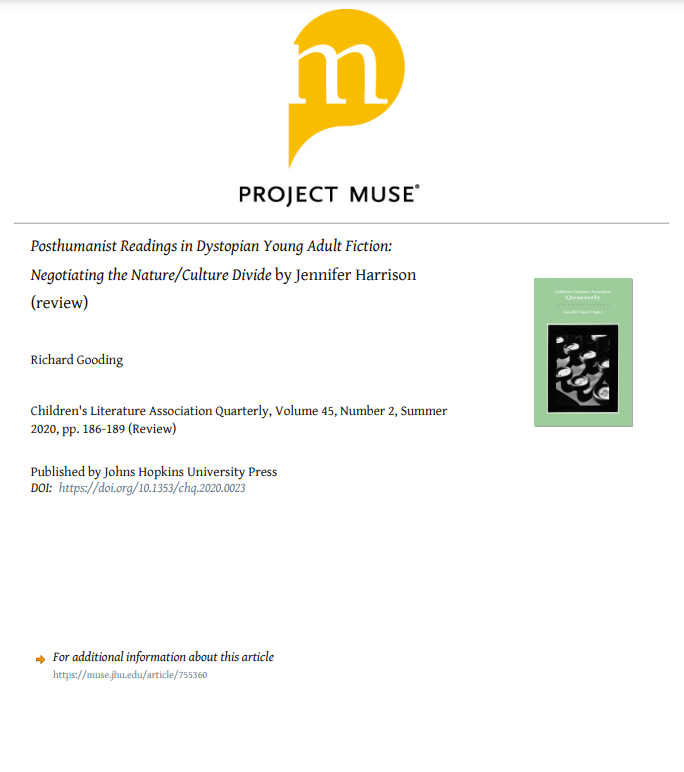 m
PROJECT MUSE®
Posthumanist Readings in Dystopian Young Adult Fiction:
Negotiating the Nature/Culture Divide by Jennifer Harrison
(review)
Richard Gooding
Children's Literature Association Quarterly, Volume 45, Number 2, Summer
2020, pp. 186-189 (Review)
Published by Johns Hopkins University Press
DOI: https://doi.org/10.1353/chq.2020.0023
Children's Literature Association
Quarterly
For additional information about this article
https://muse.jhu.edu/article/755360